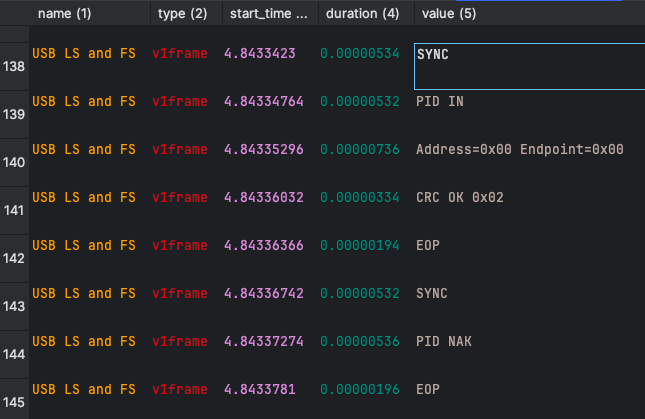 name (1) type (2) start_time ... duration (4) value (5)
138 USB LS and FS v1frame 4.8433423 0.00000534 SYNC
139 USB LS and FS v1frame 4.84334764 0.00000532 PID IN
140 USB LS and FS v1frame 4.84335296 0.00000736 Address=0x00 Endpoint=0x00
141 USB LS and FS v1frame 4.84336032 0.00000334 CRC OK 0x02
142 USB LS and FS v1frame 4.84336366 0.00000194 EOP
143 USB LS and FS v1frame 4.84336742 0.00000532 SYNC
144 USB LS and FS v1frame 4.84337274 0.00000536 PID NAK
145 USB LS and FS v1frame 4.8433781 0.00000196 EOP